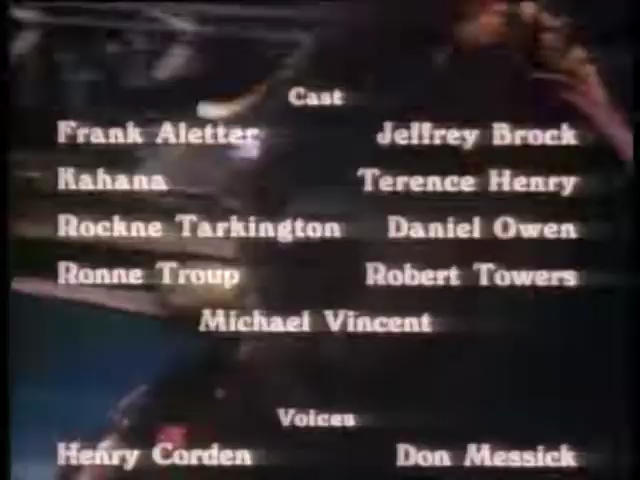 Cast
Frank Aletter Jeffrey Brock
Kahana Terence Henry
Rockne Tarkington Daniel Owen
Ronne Troup Robert Towers
Michael Vincent
Voices
Henry Corden Don Messick